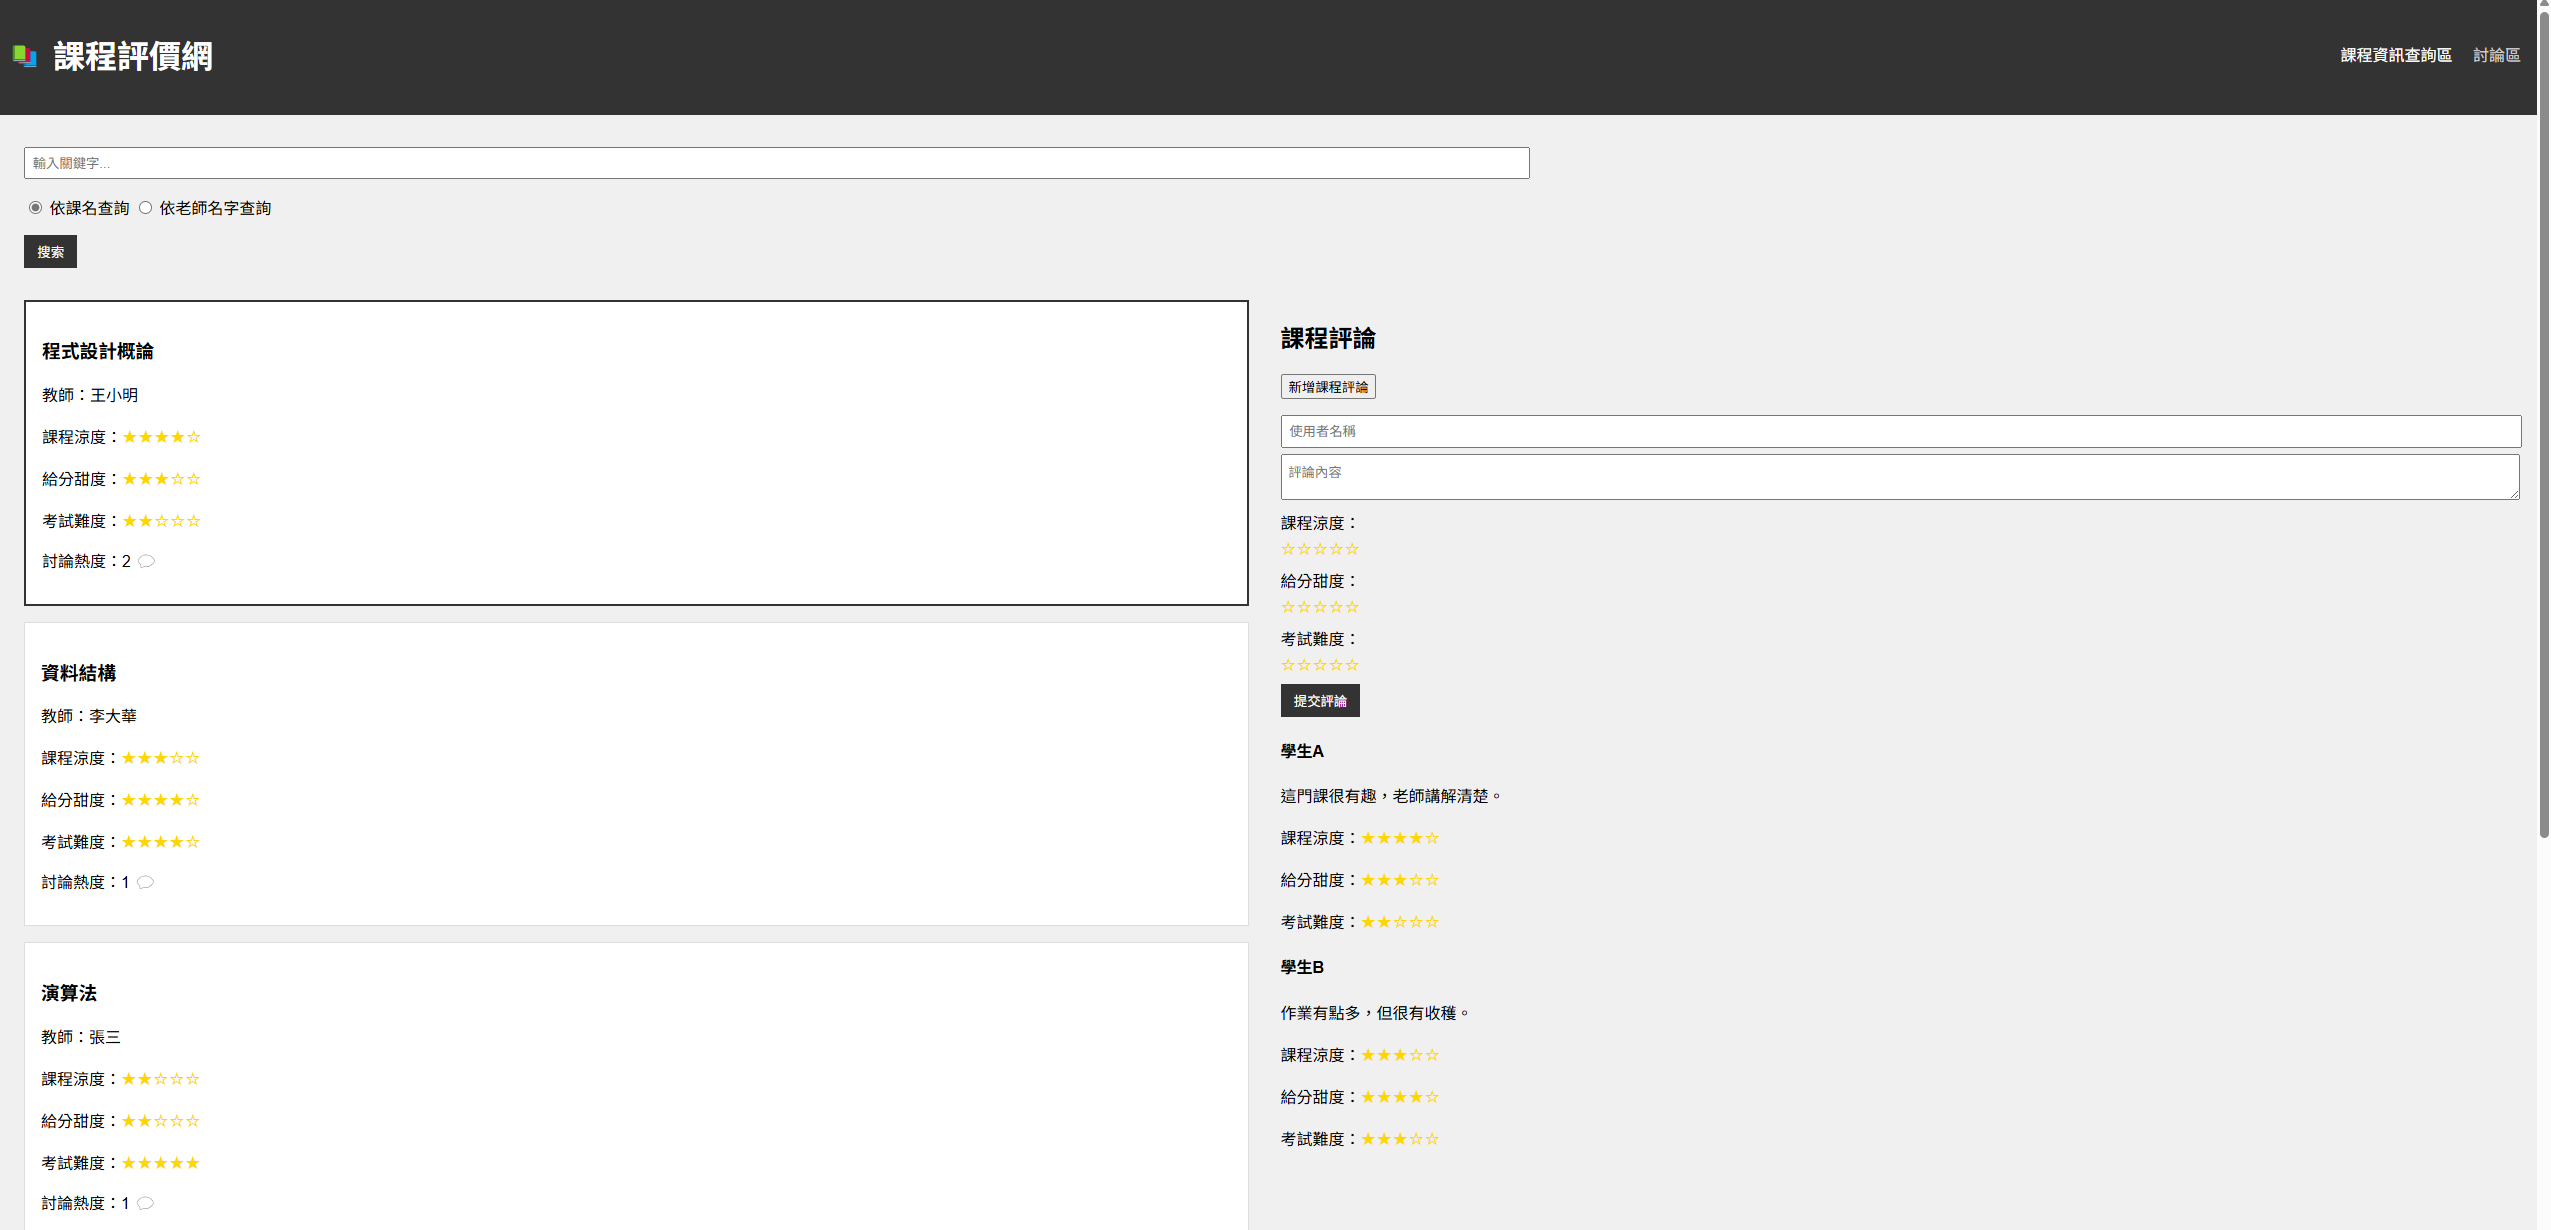 課程評價網
課程資訊查詢區 討論區
輸入關鍵字...
依課名查詢 依老師名字查詢
搜索
程式設計概論
教師：王小明
課程涼度：★★★★☆
給分甜度：★★★☆☆
考試難度：★★☆☆☆
討論熱度：2
資料結構
教師：李大華
課程涼度：★★★☆☆
給分甜度：★★★★☆
考試難度：★★★★☆
討論熱度：1
演算法
教師：張三
課程涼度：★★☆☆☆
給分甜度：★★☆☆☆
考試難度：★★★★★
討論熱度：1
課程評論
新增課程評論
使用者名稱
評論內容
課程涼度：
☆☆☆☆☆
給分甜度：
☆☆☆☆☆
考試難度：
☆☆☆☆☆
提交評論
學生A
這門課很有趣，老師講解清楚。
課程涼度：★★★★☆
給分甜度：★★★☆☆
考試難度：★★☆☆☆
學生B
作業有點多，但很有收穫。
課程涼度：★★★☆☆
給分甜度：★★★★☆
考試難度：★★★☆☆